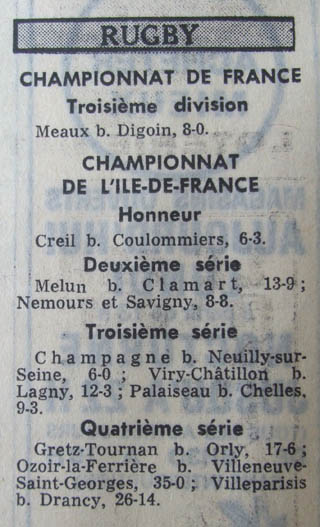 RUGBY
CHAMPIONNAT DE FRANCE
Troisième division
Meaux b. Digoin, 8-0.
CHAMPIONNAT
DE L'ILE-DE-FRANCE
Honneur
Creil b. Coulommiers, 6-3.
Deuxième série
Melun b. Clamart, 13-9 ;
Nemours et Savigny, 8-8.
Troisième série
Champagne b. Neuilly-sur-
Seine, 6-0 ; Viry-Châtillon b.
Lagny, 12-3 ; Palaiseau b. Chelles,
9-3.
Quatrième série
Gretz-Tournan b. Orly, 17-6 ;
Ozoir-la-Ferrière b. Villeneuve-
Saint-Georges, 35-0 ; Villeparisis
b. Drancy, 26-14.